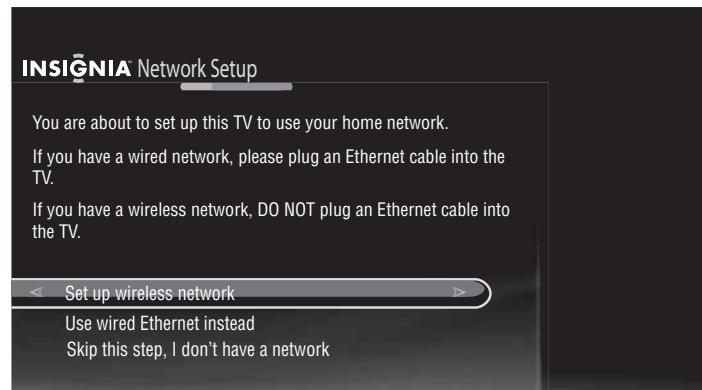 INSIGNIA™ Network Setup
You are about to set up this TV to use your home network.
If you have a wired network, please plug an Ethernet cable into the
TV.
If you have a wireless network, DO NOT plug an Ethernet cable into
the TV.
Set up wireless network
Use wired Ethernet instead
Skip this step, I don't have a network